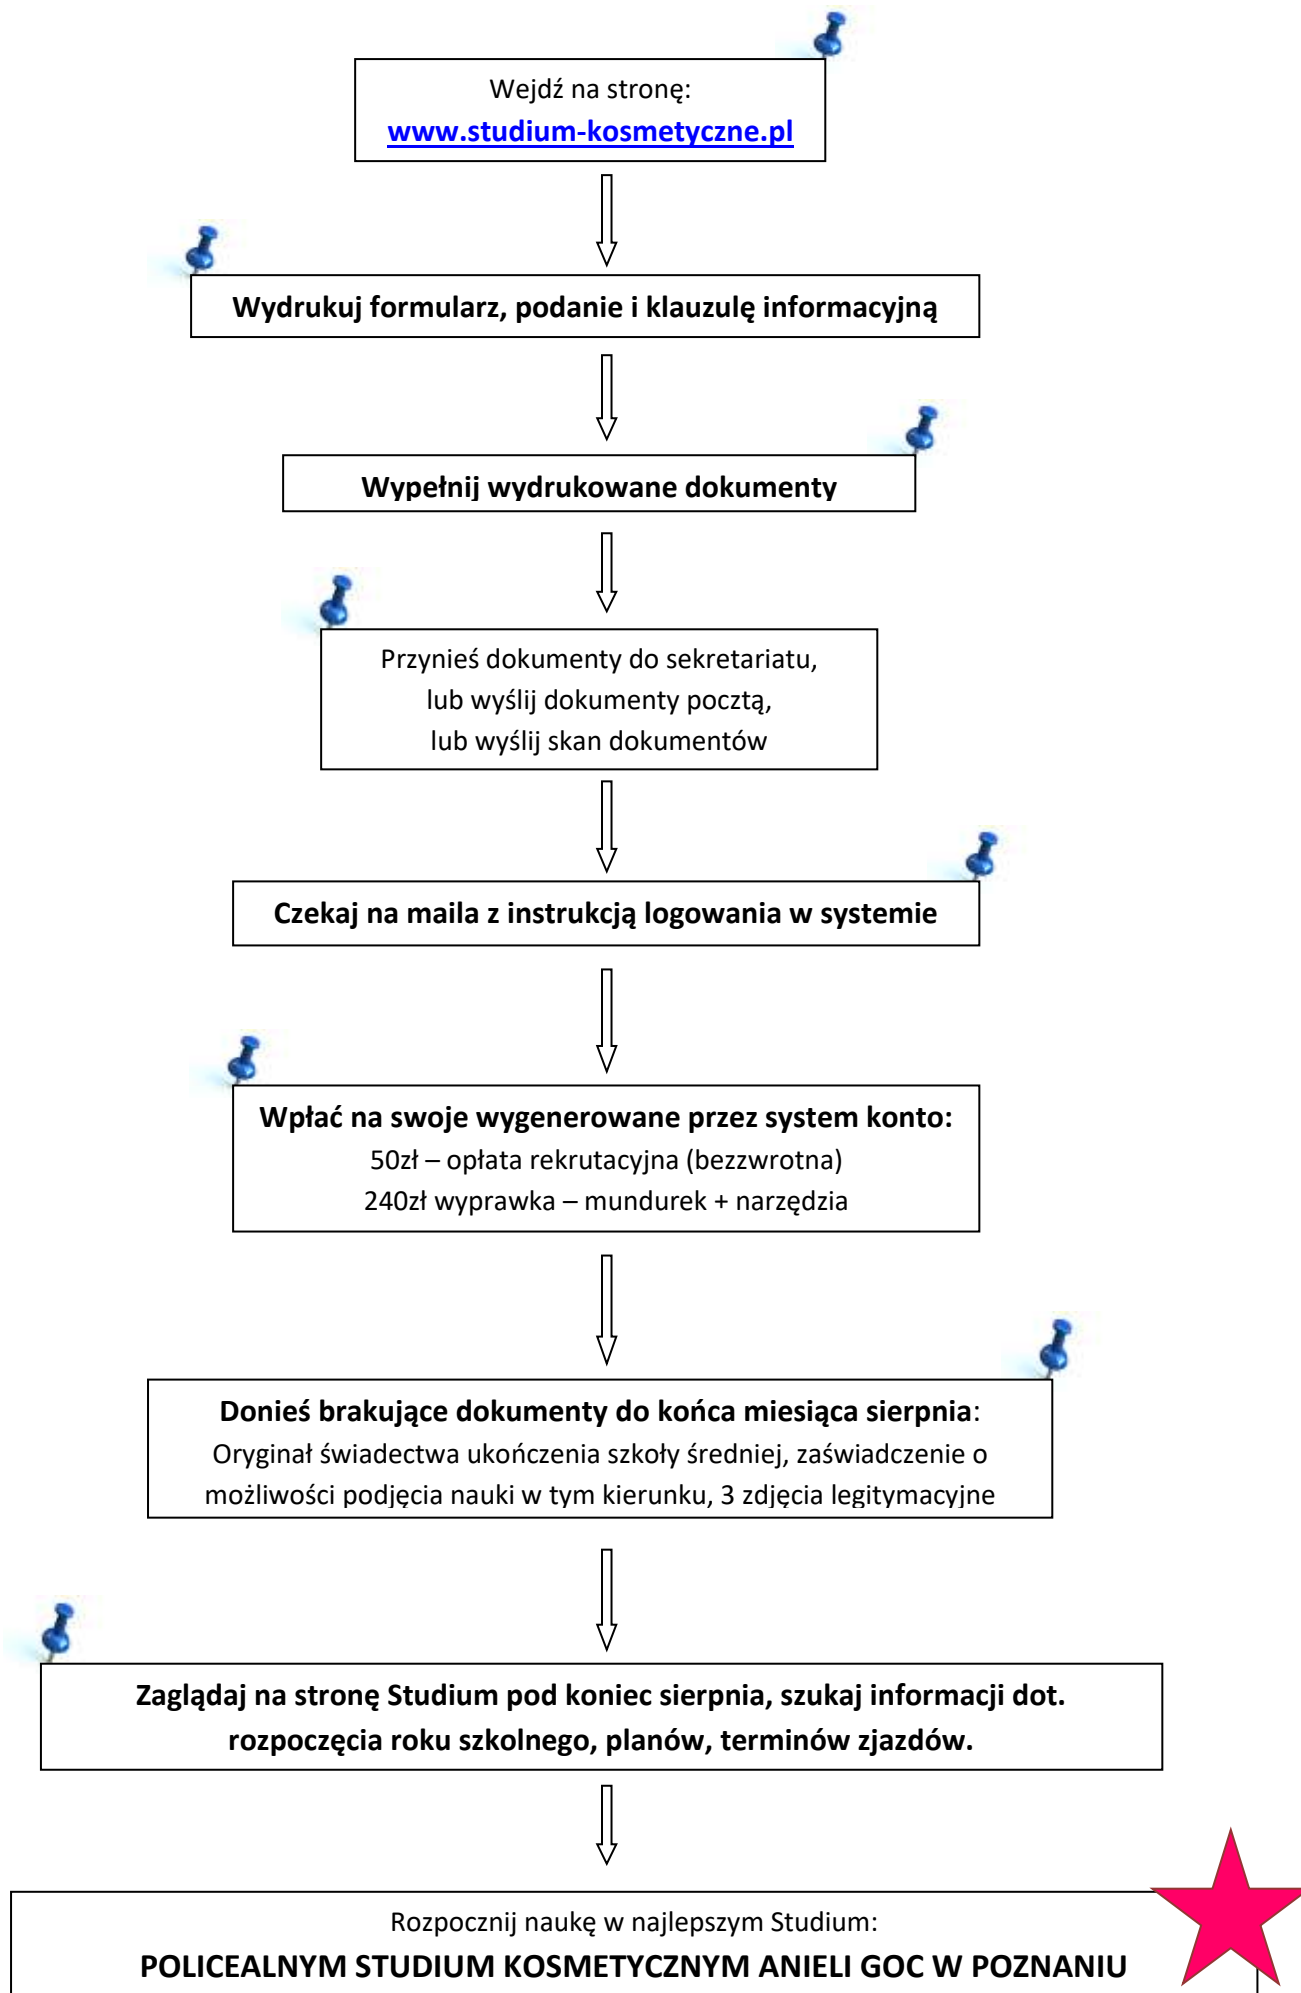 Wejdź na stronę:
www.studium-kosmetyczne.pl
Wydrukuj formularz, podanie i klauzulę informacyjną
Wypełnij wydrukowane dokumenty
Przynieś dokumenty do sekretariatu,
lub wyślij dokumenty pocztą,
lub wyślij skan dokumentów
Czekaj na maila z instrukcją logowania w systemie
Wpłać na swoje wygenerowane przez system konto:
50zł – opłata rekrutacyjna (bezzwrotna)
240zł wyprawka – mundurek + narzędzia
Donieś brakujące dokumenty do końca miesiąca sierpnia:
Oryginał świadectwa ukończenia szkoły średniej, zaświadczenie o
możliwości podjęcia nauki w tym kierunku, 3 zdjęcia legitymacyjne
Zaglądaj na stronę Studium pod koniec sierpnia, szukaj informacji dot.
rozpoczęcia roku szkolnego, planów, terminów zjazdów.
Rozpocznij naukę w najlepszym Studium:
POLICEALNYM STUDIUM KOSMETYCZNYM ANIELI GOC W POZNANIU